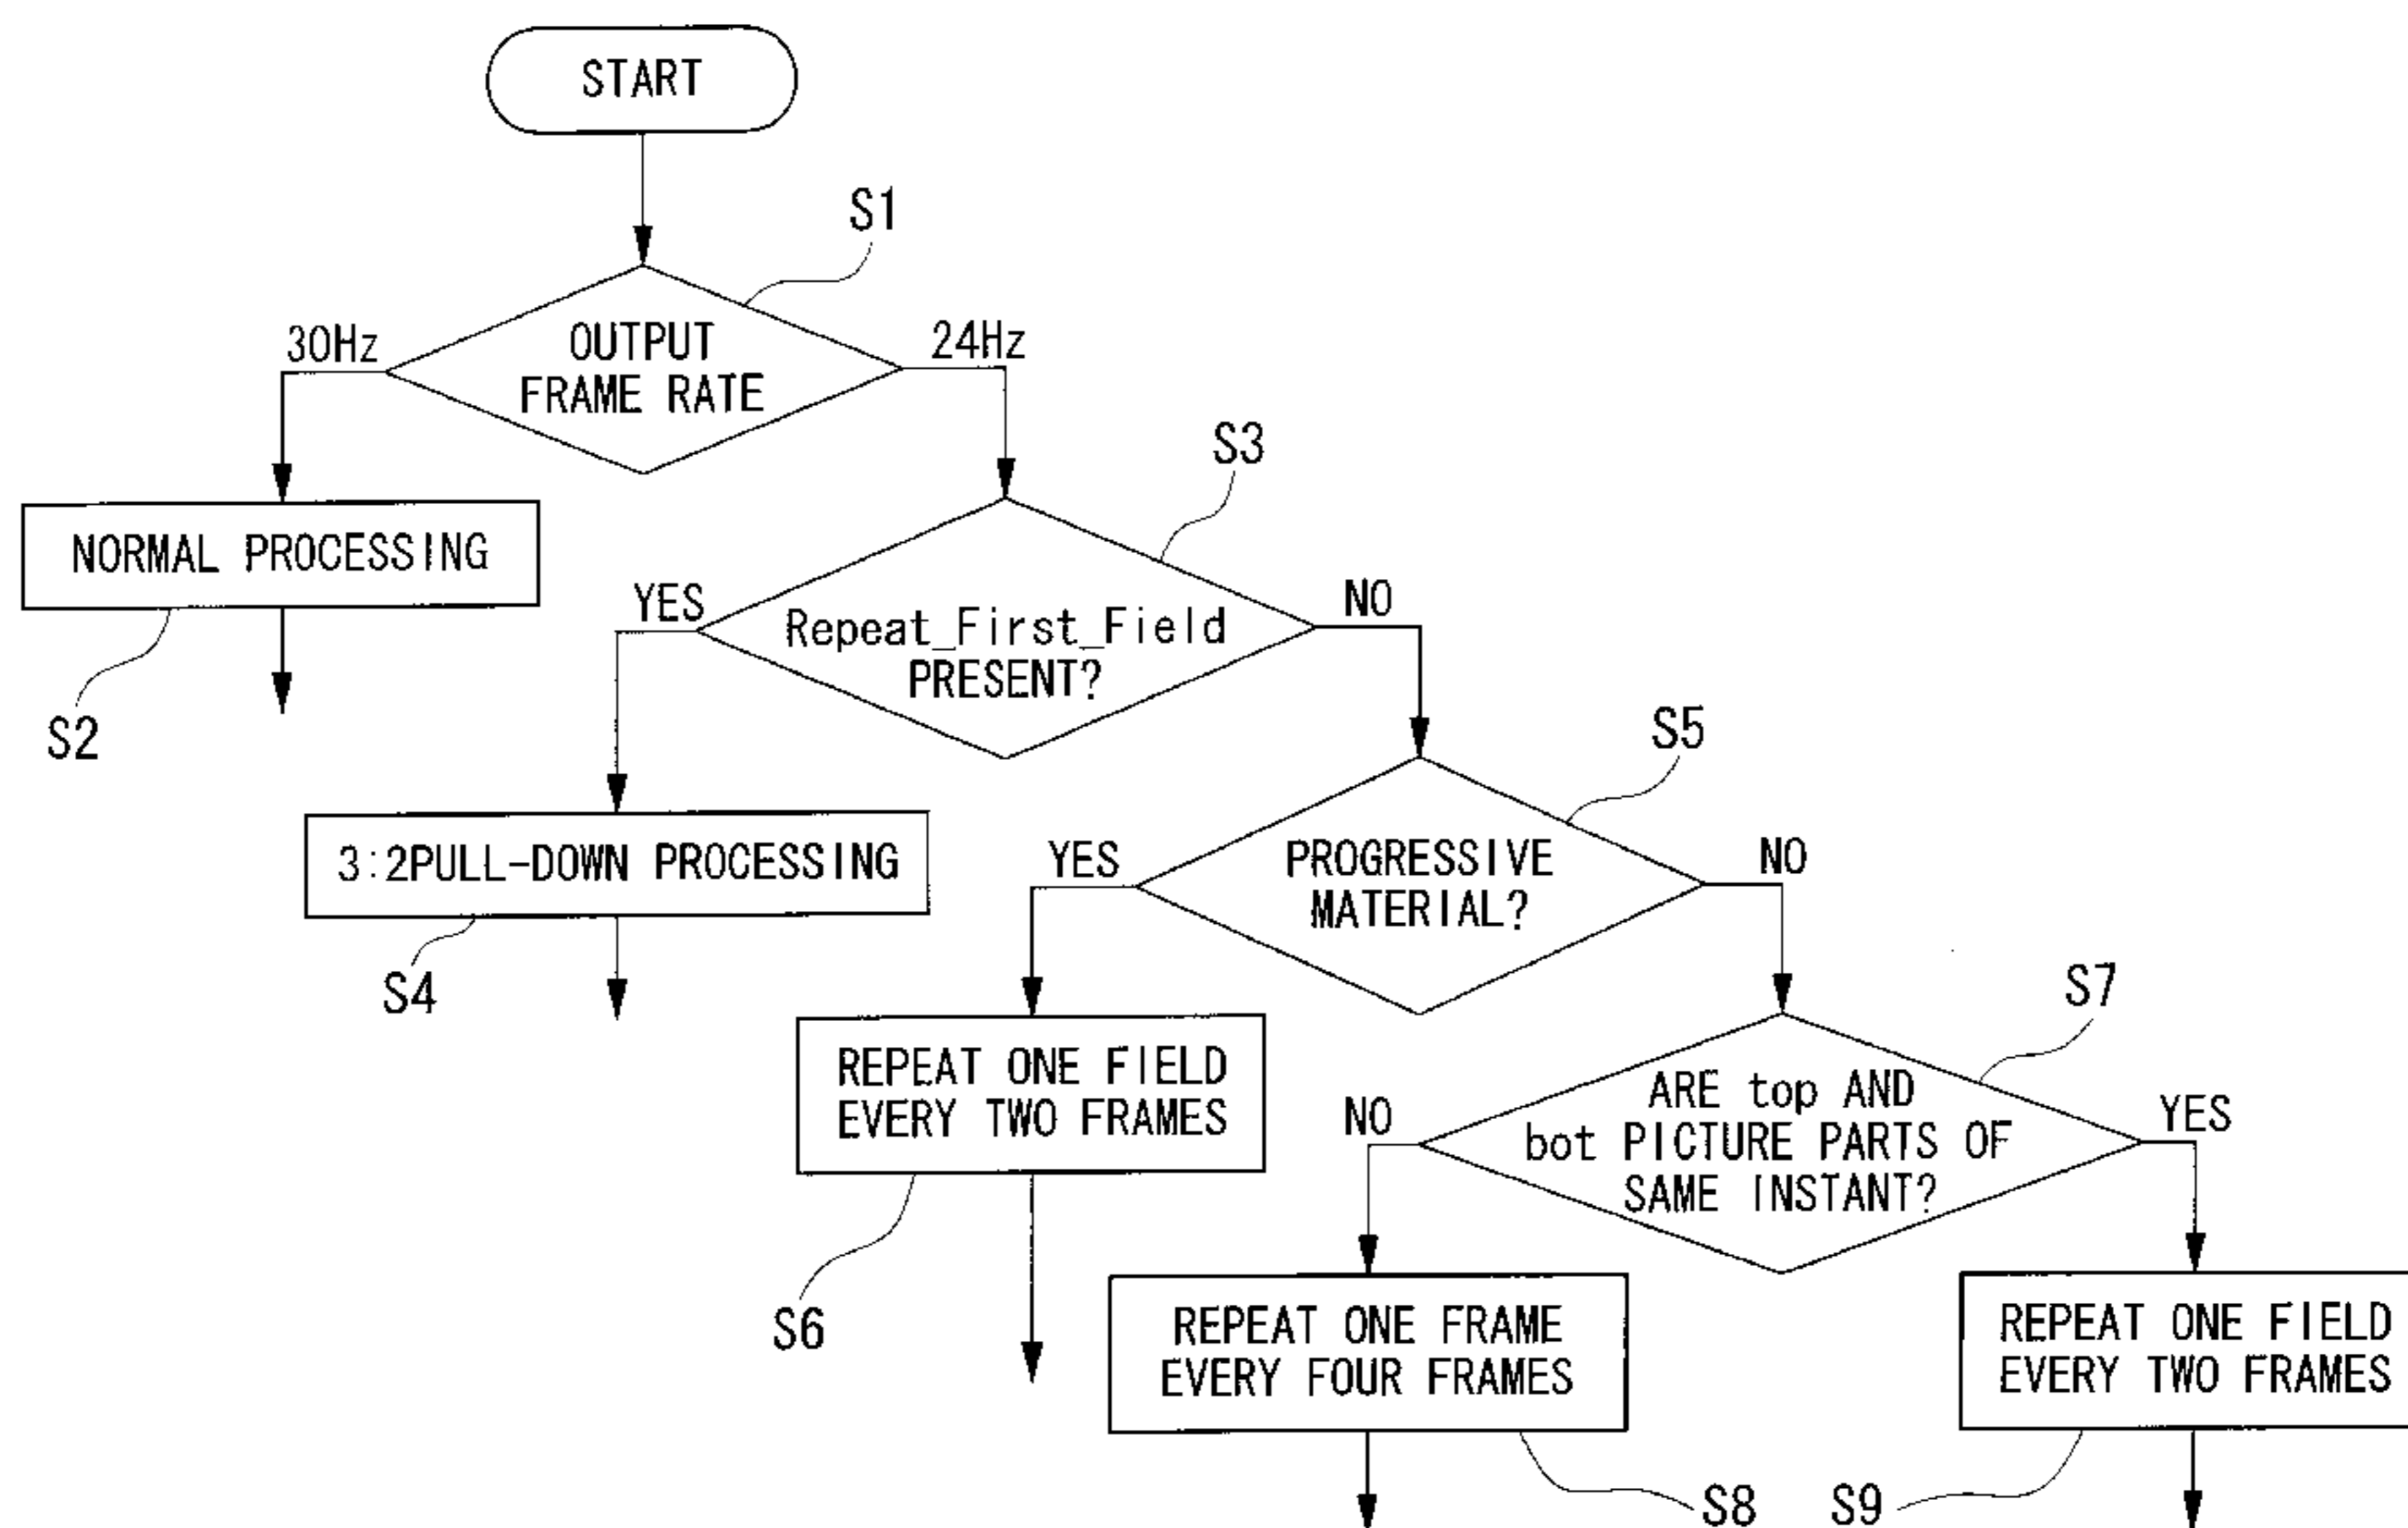 START
S1
30Hz
24Hz
OUTPUT
FRAME RATE
S3
NORMAL PROCESSING
S2
YES
NO
Repeat_First_Field
PRESENT?
S5
3:2PULL-DOWN PROCESSING
S4
YES
NO
PROGRESSIVE
MATERIAL?
S7
REPEAT ONE FIELD
EVERY TWO FRAMES
S6
NO
YES
ARE top AND
bot PICTURE PARTS OF
SAME INSTANT?
REPEAT ONE FRAME
EVERY FOUR FRAMES
S8
REPEAT ONE FIELD
EVERY TWO FRAMES
S9